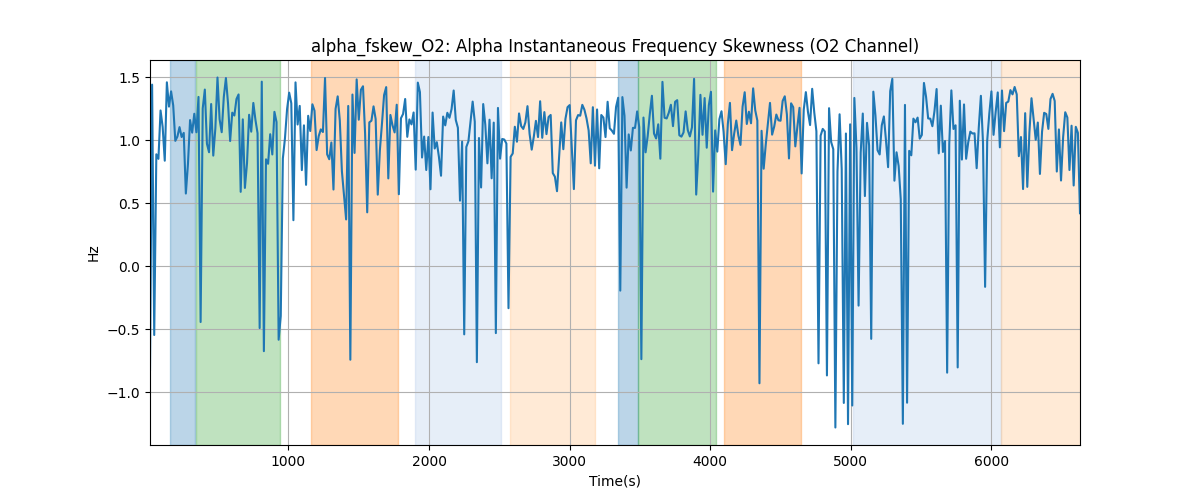 alpha_fskew_O2: Alpha Instantaneous Frequency Skewness (O2 Channel)
1.5
1.0
0.5
0.0
−0.5
−1.0
Hz
1000 2000 3000 4000 5000 6000
Time(s)